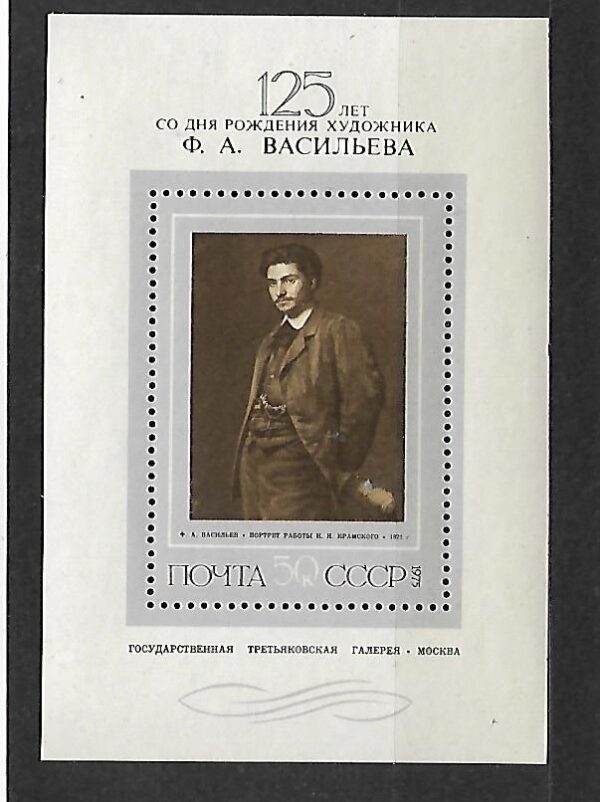 125 ЛЕТ
СО ДНЯ РОЖДЕНИЯ ХУДОЖНИКА
Ф. А. ВАСИЛЬЕВА
Ф. А. ВАСИЛЬЕВ • ПОРТРЕТ РАБОТЫ И. Н. КРАМСКОГО • 1871 г
ПОЧТА 50 к СССР 1975
ГОСУДАРСТВЕННАЯ ТРЕТЬЯКОВСКАЯ ГАЛЕРЕЯ • МОСКВА